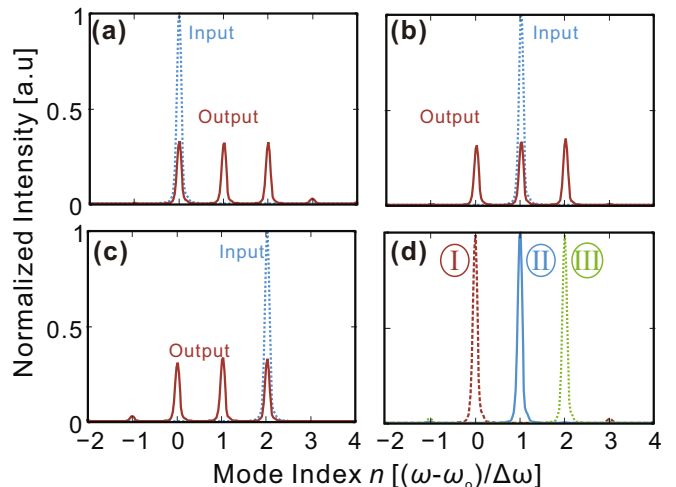 Normalized Intensity [a.u]
(a)
Input
Output
1
0.5
0
(b)
Input
Output
(c)
Input
Output
1
0.5
0
−2 −1 0 1 2 3 4
(d)
I II III
−2 −1 0 1 2 3 4
Mode Index n [(ω-ωₒ)/Δω]